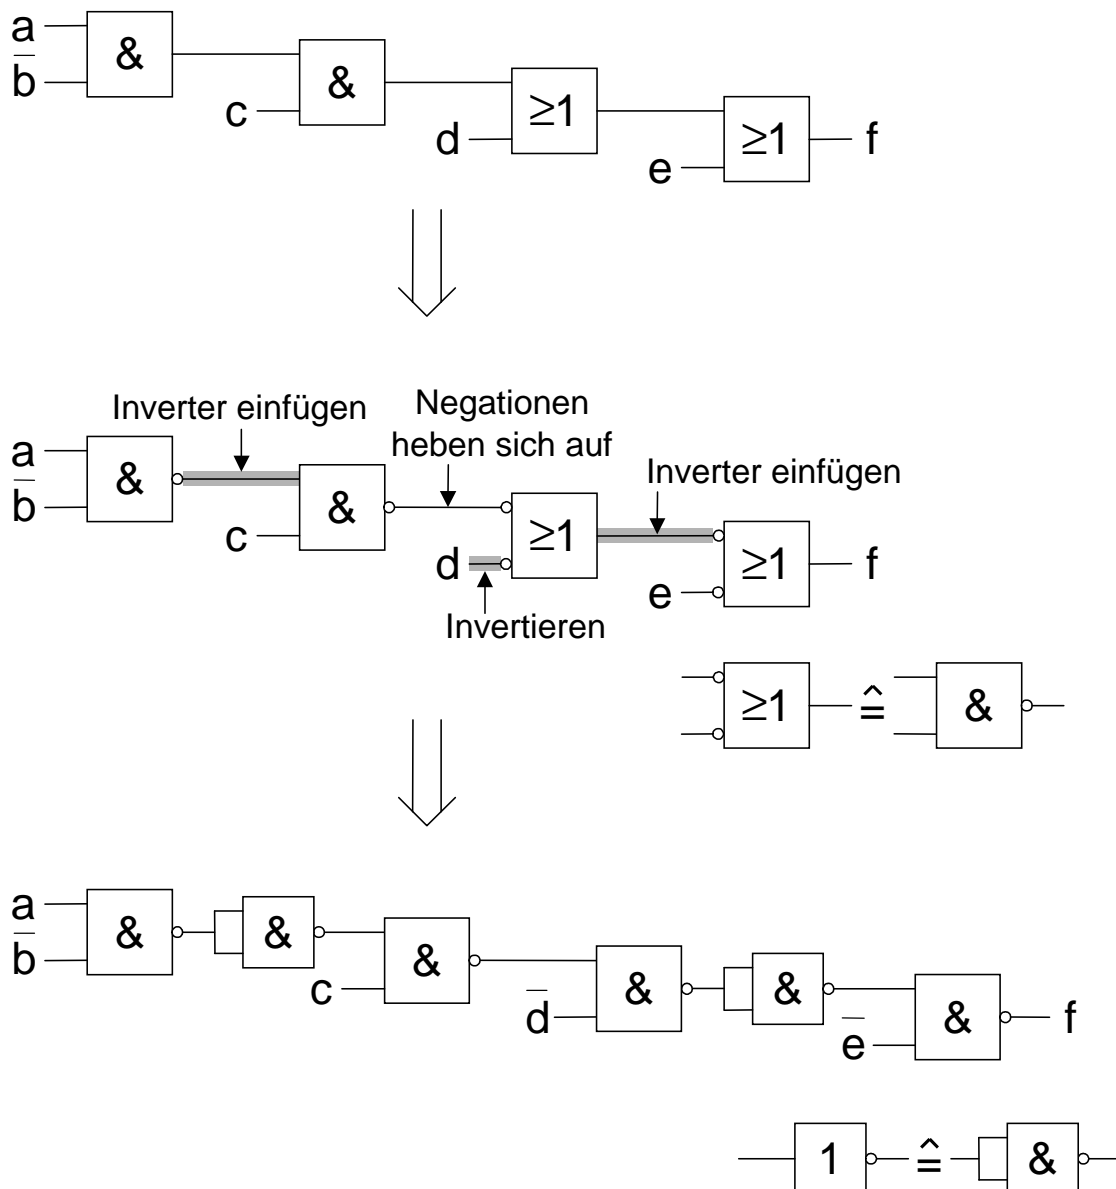 a
b̅
&
c
&
d
≥1
e
≥1
f
Inverter einfügen
Negationen
heben sich auf
Inverter einfügen
a
b̅
&
c
&
d
≥1
e
≥1
f
Invertieren
≥1 ≙ &
a
b̅
&
&
c
&
d̅
&
&
e̅
&
f
1 ≙ &